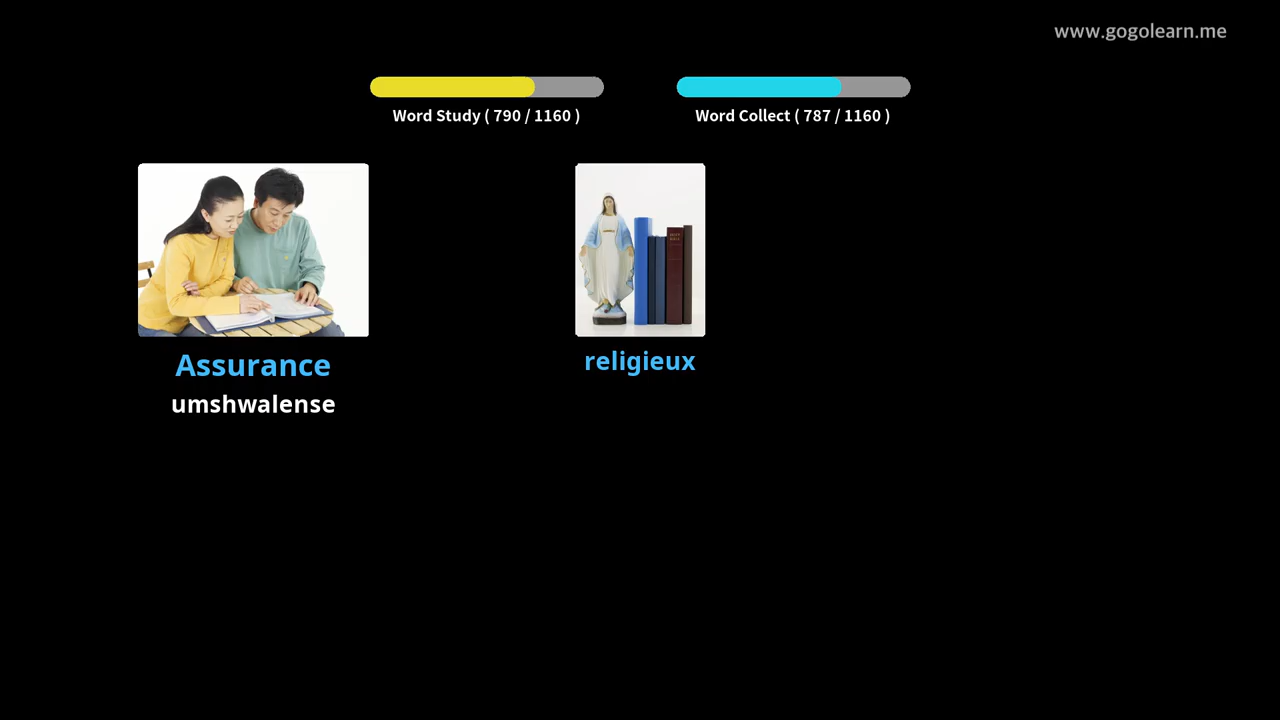 www.gogolearn.me
Word Study ( 790 / 1160 )
Word Collect ( 787 / 1160 )
Assurance
umshwalense
religieux